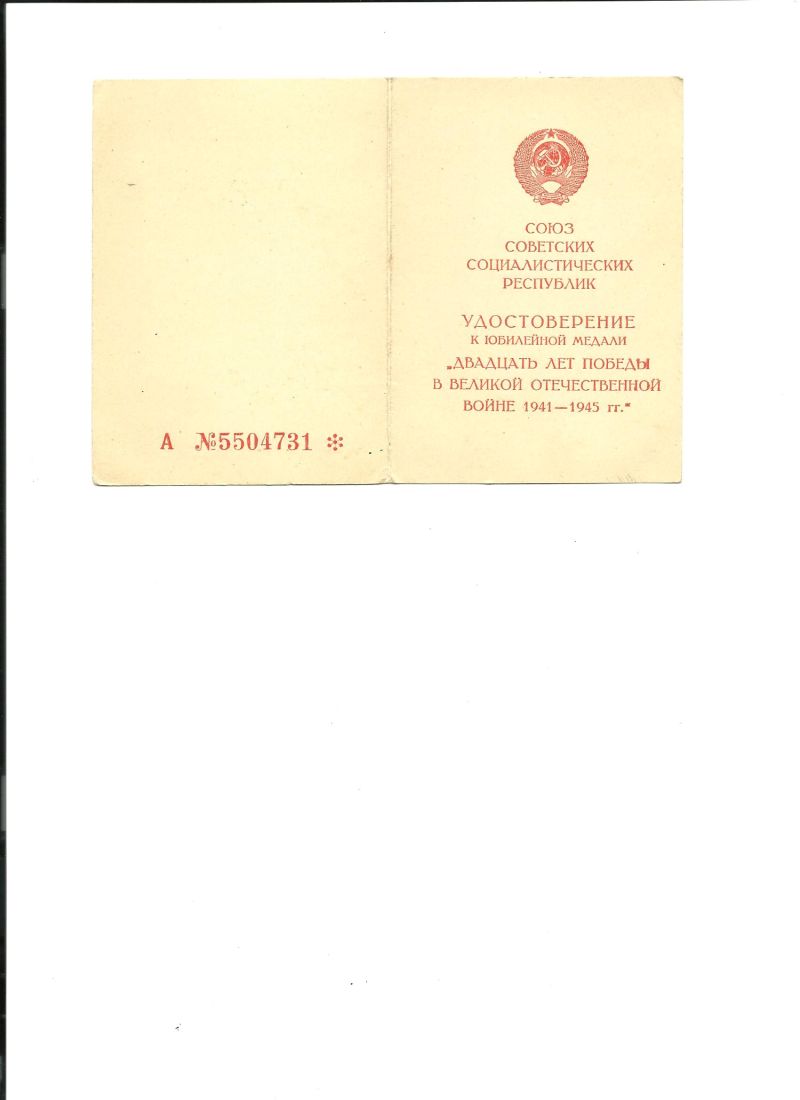 А №5504731
СОЮЗ
СОВЕТСКИХ
СОЦИАЛИСТИЧЕСКИХ
РЕСПУБЛИК
УДОСТОВЕРЕНИЕ
К ЮБИЛЕЙНОЙ МЕДАЛИ
„ДВАДЦАТЬ ЛЕТ ПОБЕДЫ
В ВЕЛИКОЙ ОТЕЧЕСТВЕННОЙ
ВОЙНЕ 1941—1945 гг.“